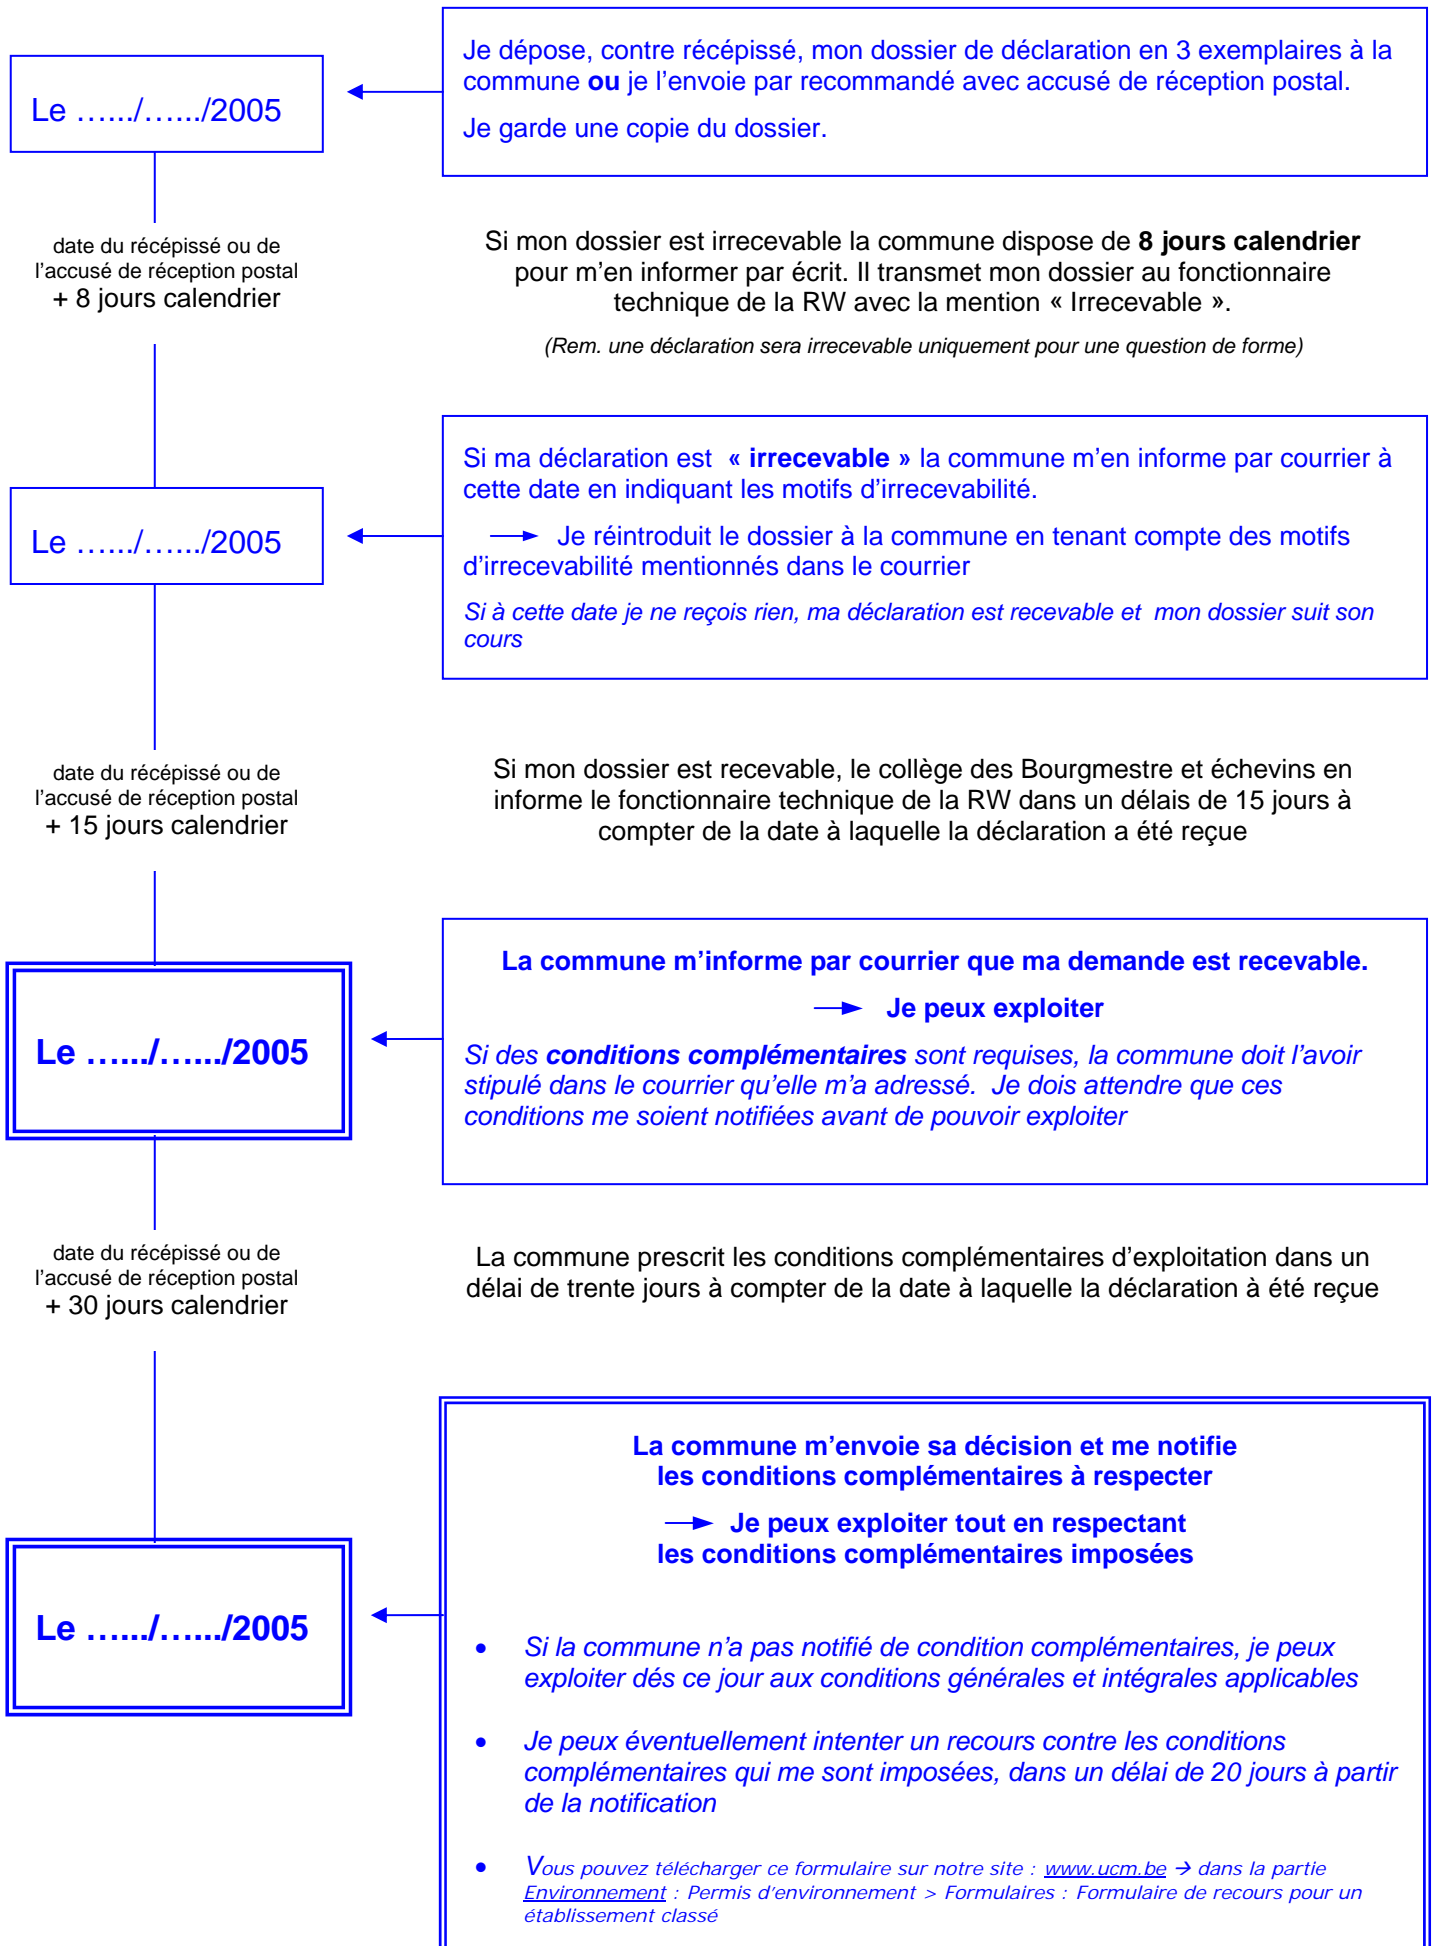 Je dépose, contre récépissé, mon dossier de déclaration en 3 exemplaires à la
commune ou je l'envoie par recommandé avec accusé de réception postal.
Je garde une copie du dossier.
Le ….../….../2005
date du récépissé ou de
l'accusé de réception postal
+ 8 jours calendrier
Si mon dossier est irrecevable la commune dispose de 8 jours calendrier
pour m'en informer par écrit. Il transmet mon dossier au fonctionnaire
technique de la RW avec la mention « Irrecevable ».
(Rem. une déclaration sera irrecevable uniquement pour une question de forme)
Si ma déclaration est « irrecevable » la commune m'en informe par courrier à
cette date en indiquant les motifs d'irrecevabilité.
Je réintroduit le dossier à la commune en tenant compte des motifs
d'irrecevabilité mentionnés dans le courrier
Si à cette date je ne reçois rien, ma déclaration est recevable et mon dossier suit son
cours
Le ….../….../2005
date du récépissé ou de
l'accusé de réception postal
+ 15 jours calendrier
Si mon dossier est recevable, le collège des Bourgmestre et échevins en
informe le fonctionnaire technique de la RW dans un délais de 15 jours à
compter de la date à laquelle la déclaration a été reçue
La commune m'informe par courrier que ma demande est recevable.
Je peux exploiter
Si des conditions complémentaires sont requises, la commune doit l'avoir
stipulé dans le courrier qu'elle m'a adressé. Je dois attendre que ces
conditions me soient notifiées avant de pouvoir exploiter
Le ….../….../2005
date du récépissé ou de
l'accusé de réception postal
+ 30 jours calendrier
La commune prescrit les conditions complémentaires d'exploitation dans un
délai de trente jours à compter de la date à laquelle la déclaration à été reçue
La commune m'envoie sa décision et me notifie
les conditions complémentaires à respecter
Je peux exploiter tout en respectant
les conditions complémentaires imposées
Le ….../….../2005
• Si la commune n'a pas notifié de condition complémentaires, je peux
exploiter dés ce jour aux conditions générales et intégrales applicables
• Je peux éventuellement intenter un recours contre les conditions
complémentaires qui me sont imposées, dans un délai de 20 jours à partir
de la notification
• Vous pouvez télécharger ce formulaire sur notre site : www.ucm.be → dans la partie
Environnement : Permis d'environnement > Formulaires : Formulaire de recours pour un
établissement classé